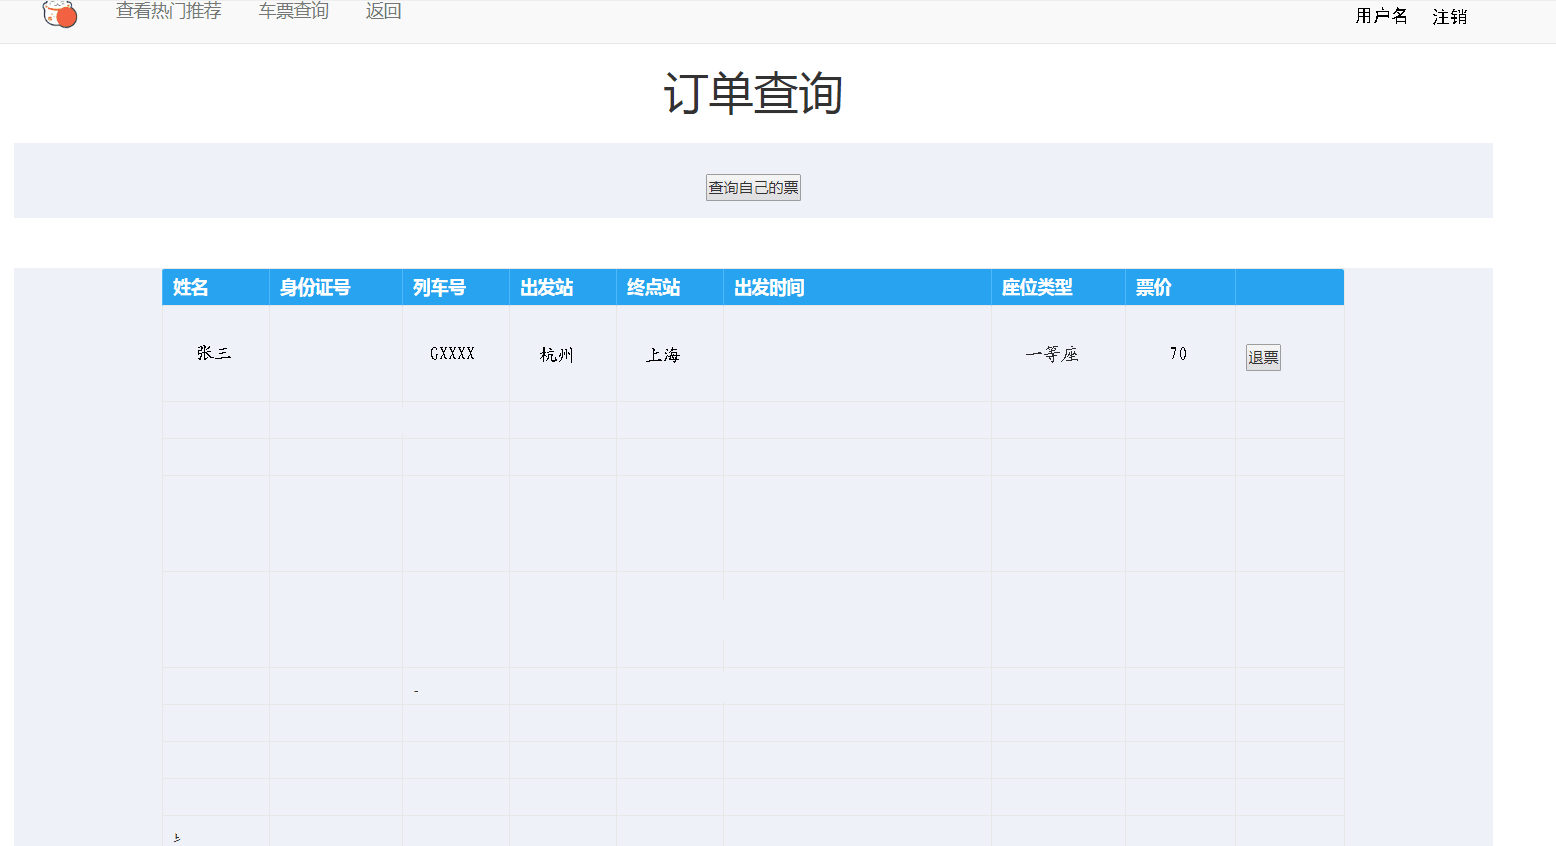 查看热门推荐 车票查询 返回 用户名 注销
订单查询
查询自己的票
姓名 身份证号 列车号 出发站 终点站 出发时间 座位类型 票价
张三 GXXXX 杭州 上海 一等座 70 退票
-